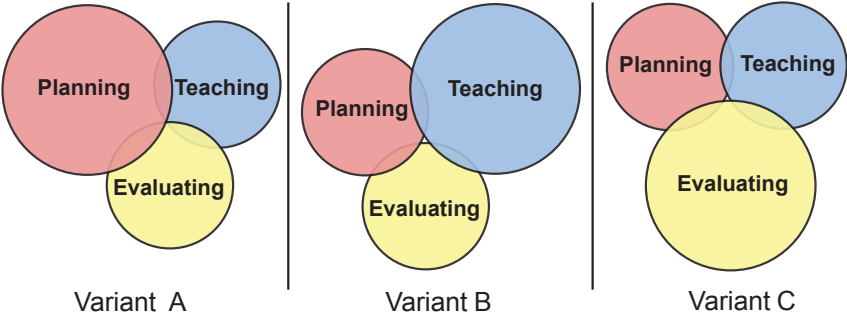 Planning
Teaching
Evaluating
Variant A
Planning
Teaching
Evaluating
Variant B
Planning
Teaching
Evaluating
Variant C